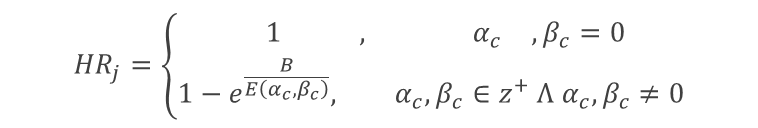 HR_j = { 1 , α_c , β_c = 0
1 − e^{B / E(α_c,β_c)}, α_c, β_c ∈ z^+ Λ α_c, β_c ≠ 0